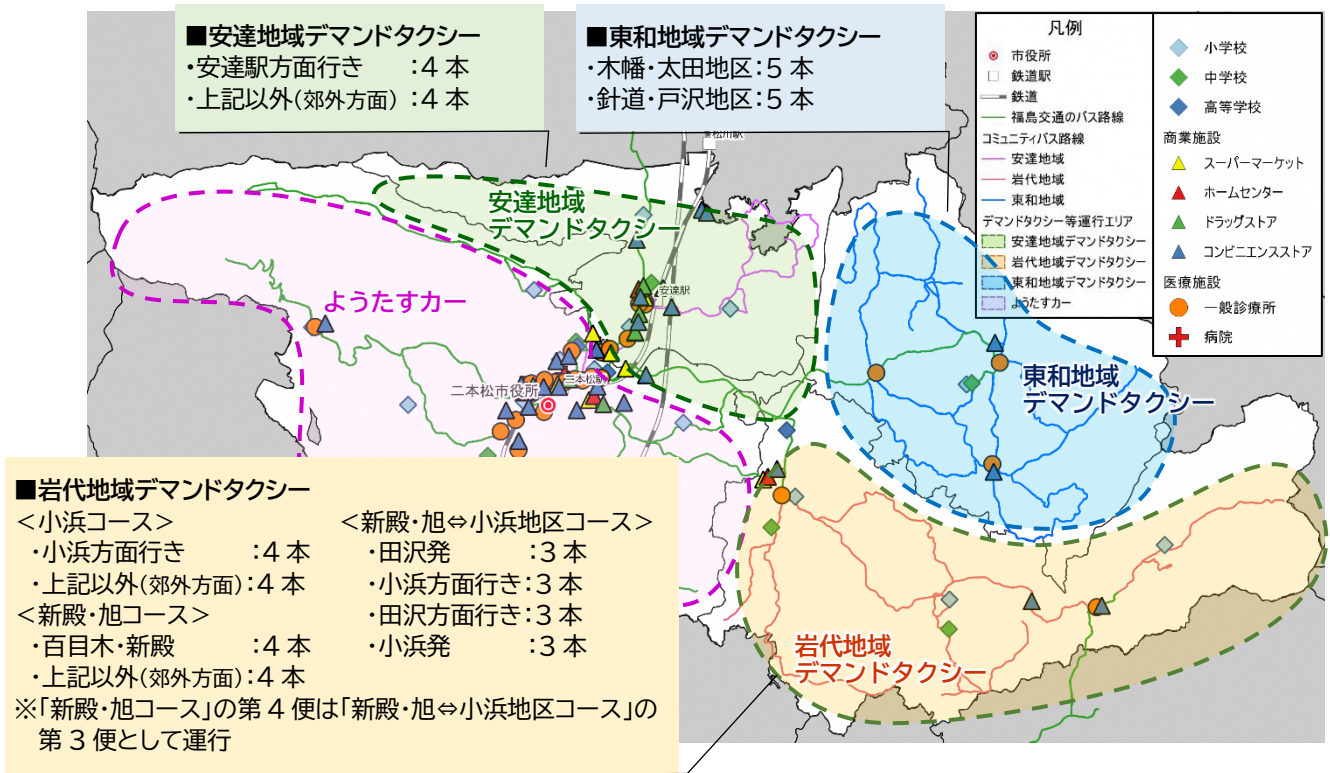 ■安達地域デマンドタクシー
・安達駅方面行き　　：4 本
・上記以外(郊外方面)：4 本
■東和地域デマンドタクシー
・木幡・太田地区：5 本
・針道・戸沢地区：5 本
凡例
市役所
鉄道駅
鉄道
福島交通のバス路線
コミュニティバス路線
安達地域
岩代地域
東和地域
デマンドタクシー等運行エリア
安達地域デマンドタクシー
岩代地域デマンドタクシー
東和地域デマンドタクシー
ようたすカー
小学校
中学校
高等学校
商業施設
スーパーマーケット
ホームセンター
ドラッグストア
コンビニエンスストア
医療施設
一般診療所
病院
松川駅
安達地域
デマンドタクシー
ようたすカー
安達駅
二本松駅
二本松市役所
東和地域
デマンドタクシー
岩代地域
デマンドタクシー
■岩代地域デマンドタクシー
＜小浜コース＞
・小浜方面行き　　　：4 本
・上記以外(郊外方面)：4 本
＜新殿・旭コース＞
・百目木・新殿　　　：4 本
・上記以外(郊外方面)：4 本
＜新殿・旭⇔小浜地区コース＞
・田沢発　　　：3 本
・小浜方面行き：3 本
・田沢方面行き：3 本
・小浜発　　　：3 本
※「新殿・旭コース」の第 4 便は「新殿・旭⇔小浜地区コース」の
第 3 便として運行